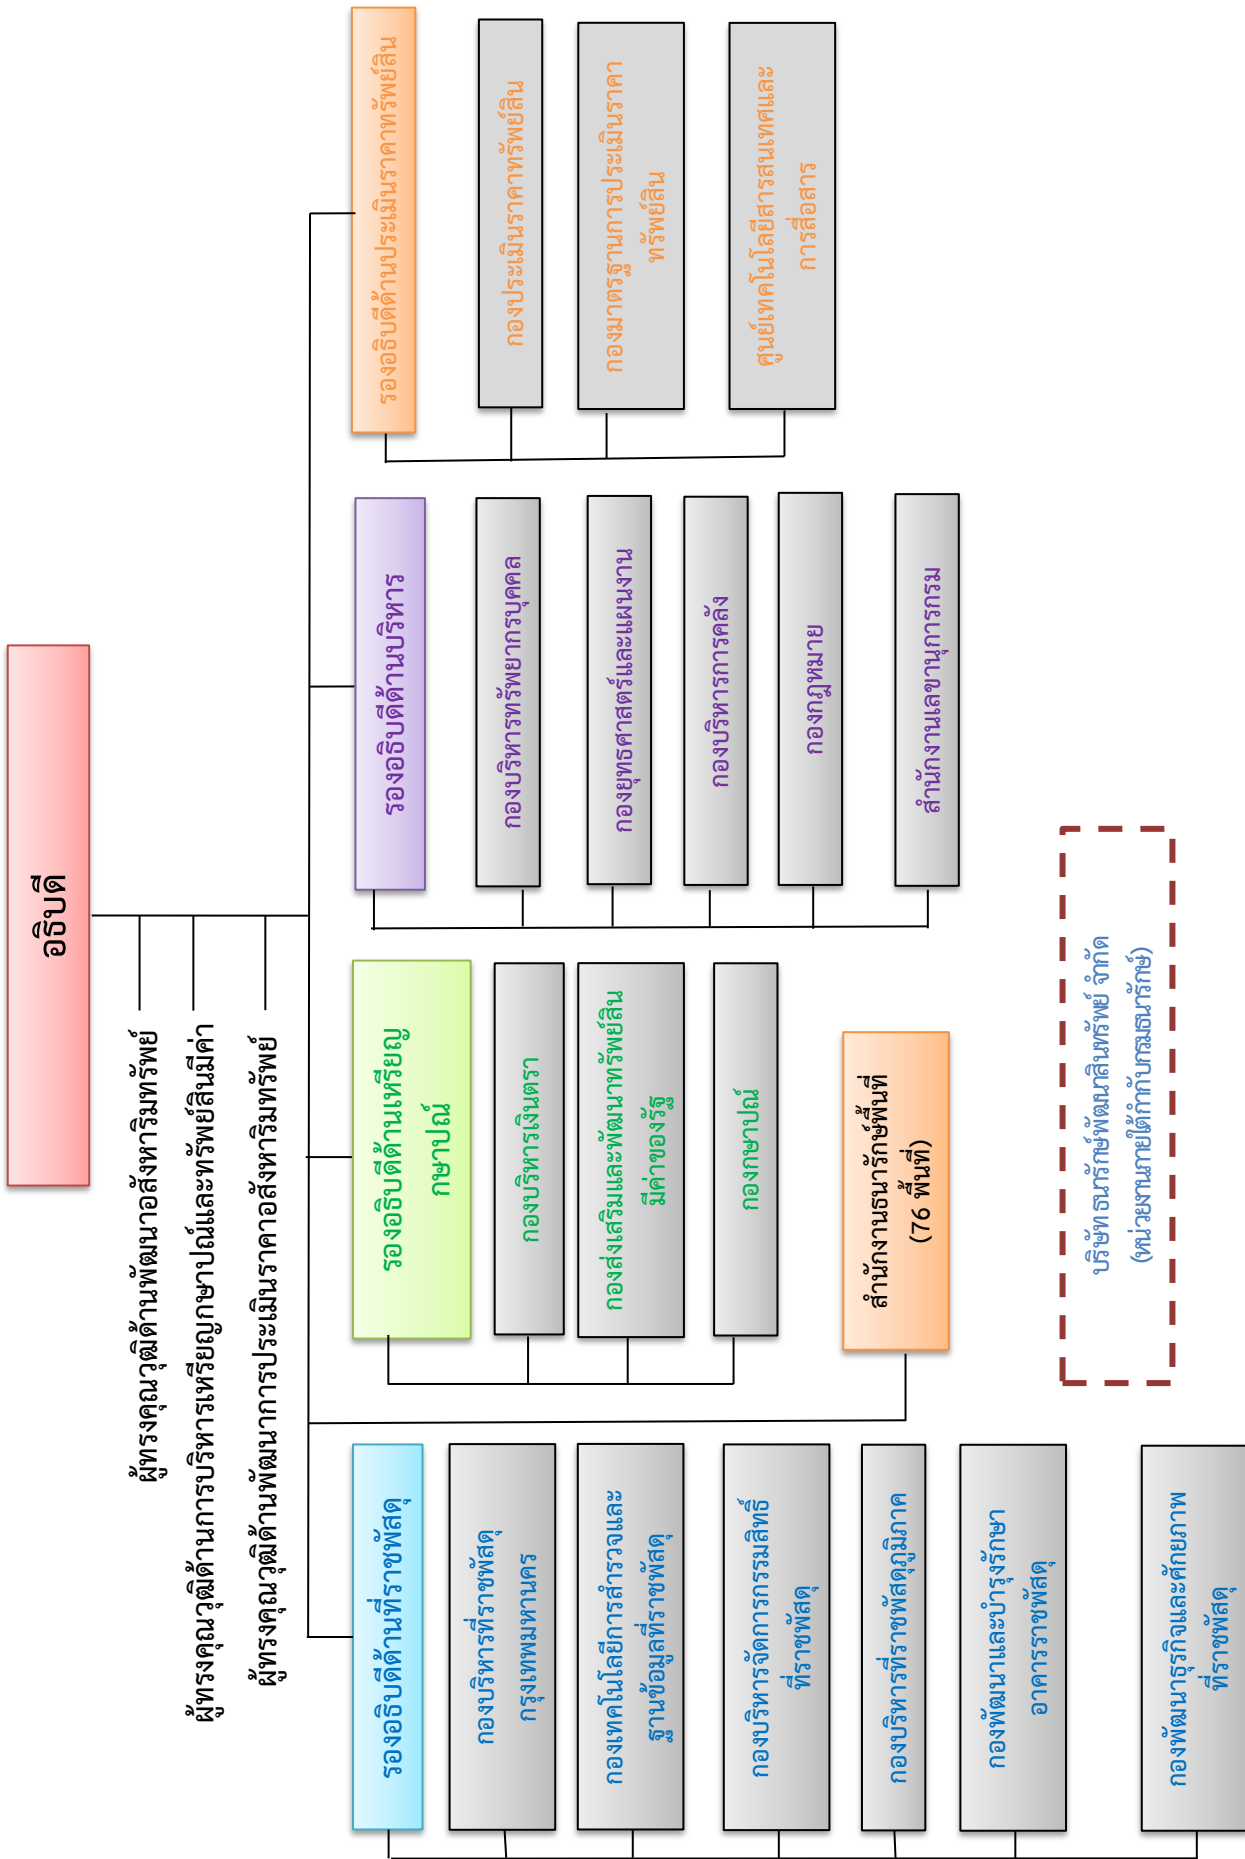 อธิบดี
ผู้ทรงคุณวุฒิด้านพัฒนาอสังหาริมทรัพย์
ผู้ทรงคุณวุฒิด้านการบริหารเหรียญกษาปณ์และทรัพย์สินมีค่า
ผู้ทรงคุณวุฒิด้านพัฒนาการประเมินราคาอสังหาริมทรัพย์
รองอธิบดีด้านที่ราชพัสดุ
กองบริหารที่ราชพัสดุ
กรุงเทพมหานคร
กองเทคโนโลยีการสำรวจและ
ฐานข้อมูลที่ราชพัสดุ
กองบริหารจัดการกรรมสิทธิ์
ที่ราชพัสดุ
กองบริหารที่ราชพัสดุภูมิภาค
กองพัฒนาและบำรุงรักษา
อาคารราชพัสดุ
กองพัฒนาธุรกิจและศักยภาพ
ที่ราชพัสดุ
รองอธิบดีด้านเหรียญ
กษาปณ์
กองบริหารเงินตรา
กองส่งเสริมและพัฒนาทรัพย์สิน
มีค่าของรัฐ
กองกษาปณ์
สำนักงานธนารักษ์พื้นที่
(76 พื้นที่)
รองอธิบดีด้านบริหาร
กองบริหารทรัพยากรบุคคล
กองยุทธศาสตร์และแผนงาน
กองบริหารการคลัง
กองกฎหมาย
สำนักงานเลขานุการกรม
รองอธิบดีด้านประเมินราคาทรัพย์สิน
กองประเมินราคาทรัพย์สิน
กองมาตรฐานการประเมินราคา
ทรัพย์สิน
ศูนย์เทคโนโลยีสารสนเทศและ
การสื่อสาร
บริษัท ธนารักษ์พัฒนาสินทรัพย์ จำกัด
(หน่วยงานภายใต้กำกับกรมธนารักษ์)